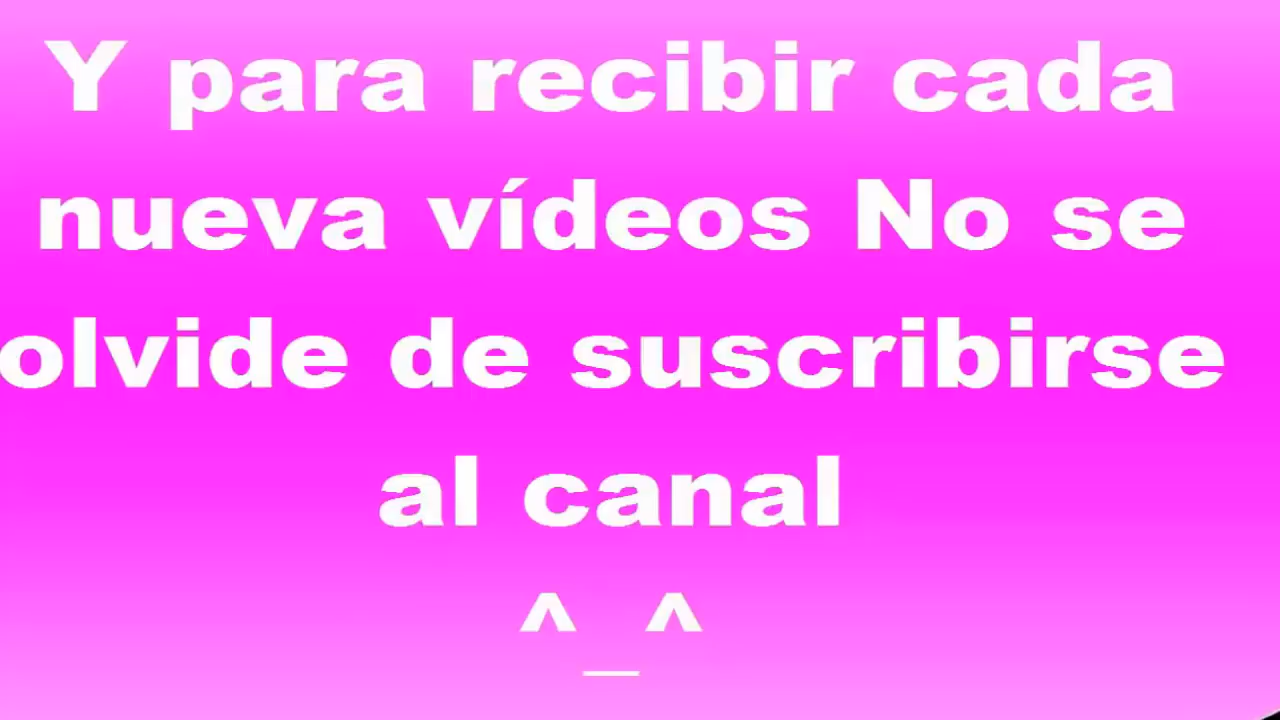 Y para recibir cada
nueva vídeos No se
olvide de suscribirse
al canal
^_^